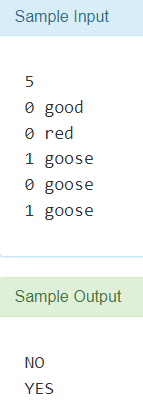 Sample Input
5
0 good
0 red
1 goose
0 goose
1 goose
Sample Output
NO
YES